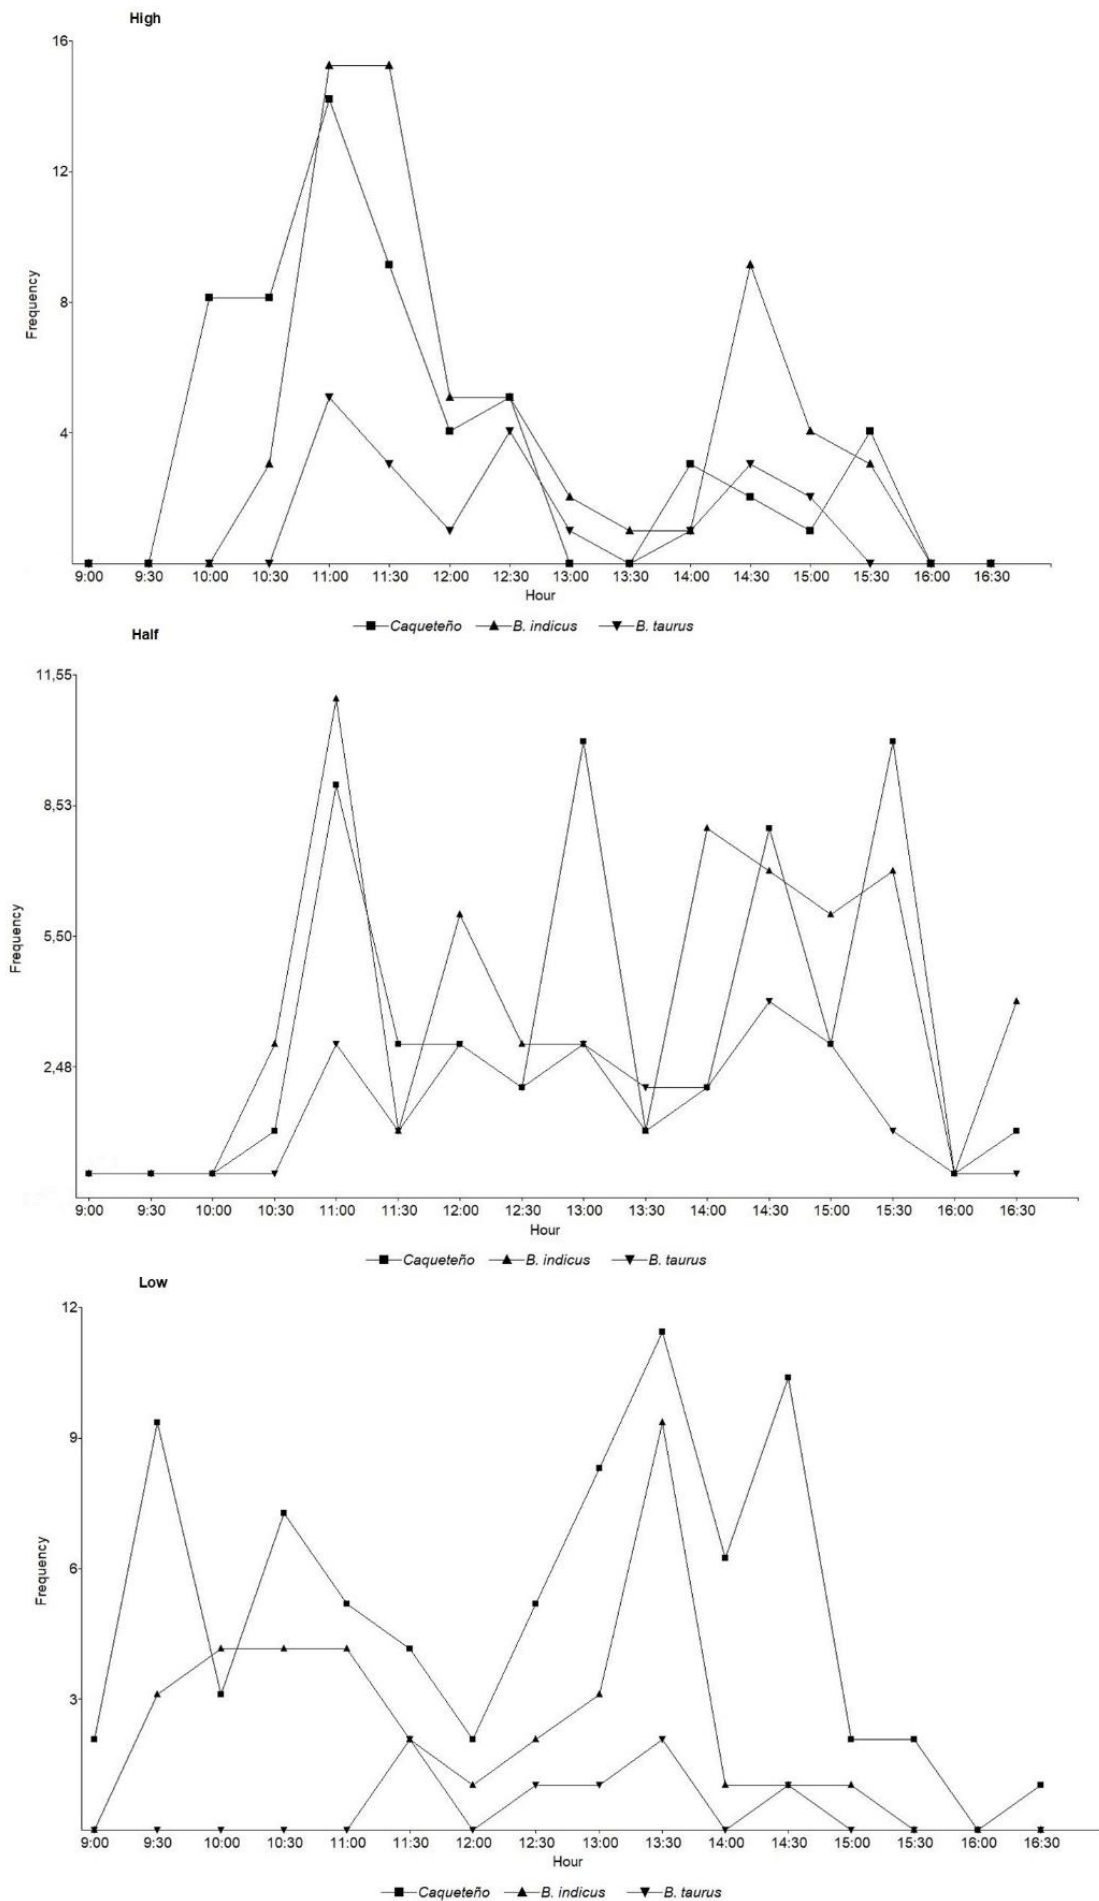 High
16
12
8
4
Frequency
9:00 9:30 10:00 10:30 11:00 11:30 12:00 12:30 13:00 13:30 14:00 14:30 15:00 15:30 16:00 16:30
Hour
Caqueteño B. indicus B. taurus
Half
11,55
8,53
5,50
2,48
Frequency
9:00 9:30 10:00 10:30 11:00 11:30 12:00 12:30 13:00 13:30 14:00 14:30 15:00 15:30 16:00 16:30
Hour
Caqueteño B. indicus B. taurus
Low
12
9
6
3
Frequency
9:00 9:30 10:00 10:30 11:00 11:30 12:00 12:30 13:00 13:30 14:00 14:30 15:00 15:30 16:00 16:30
Hour
Caqueteño B. indicus B. taurus